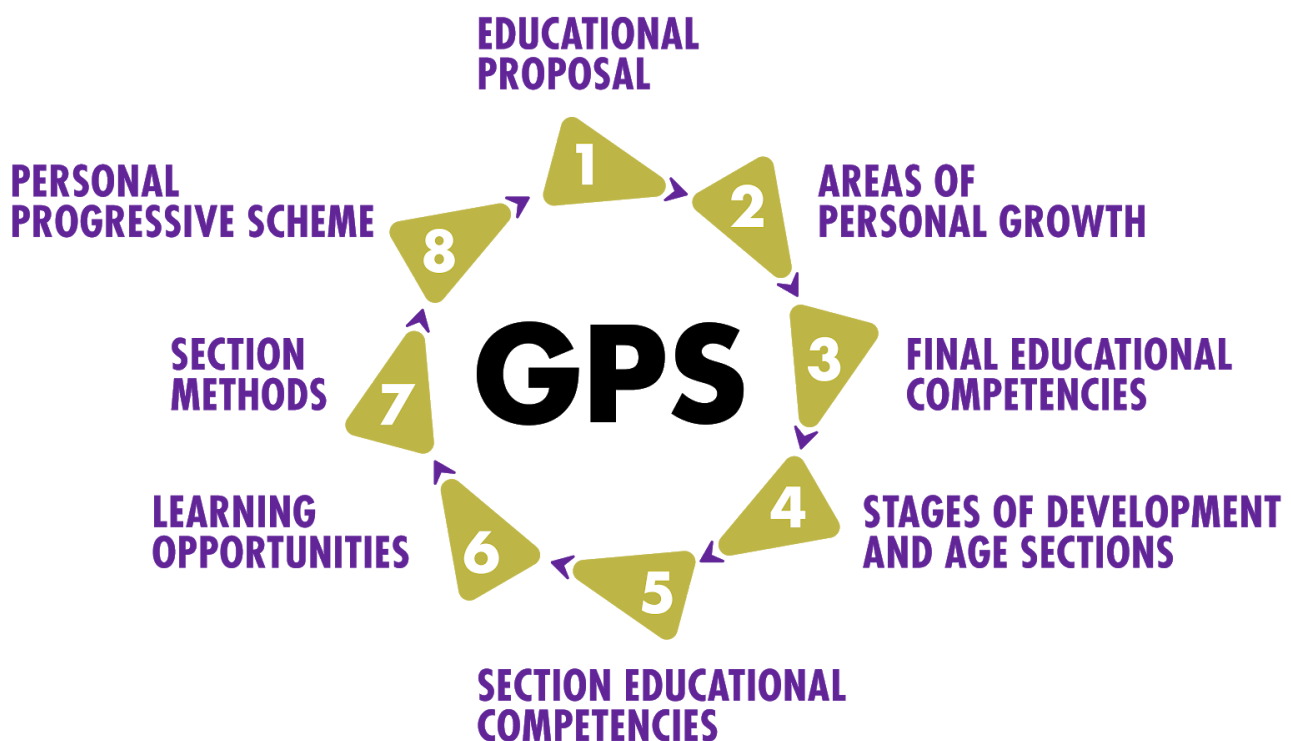 EDUCATIONAL
PROPOSAL
1
2
AREAS OF
PERSONAL GROWTH
3
FINAL EDUCATIONAL
COMPETENCIES
4
STAGES OF DEVELOPMENT
AND AGE SECTIONS
5
SECTION EDUCATIONAL
COMPETENCIES
6
LEARNING
OPPORTUNITIES
7
SECTION
METHODS
8
PERSONAL
PROGRESSIVE SCHEME
GPS